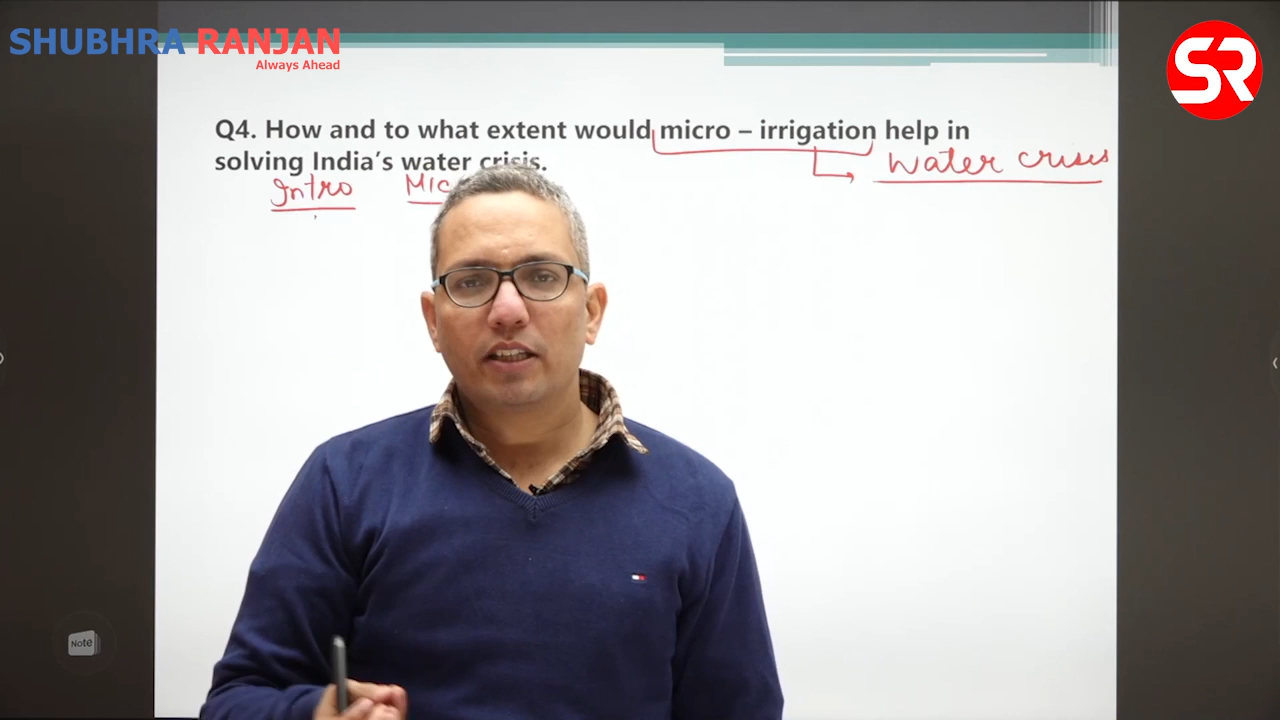 SHUBHRA RANJAN
Always Ahead
SR
Q4. How and to what extent would micro – irrigation help in
solving India's water crisis.
Water crisis
Intro
Note